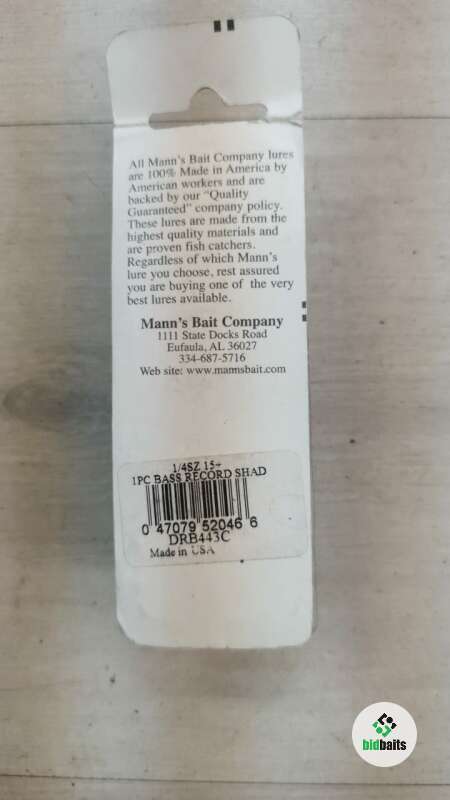 All Mann's Bait Company lures
are 100% Made in America by
American workers and are
backed by our "Quality
Guaranteed" company policy.
These lures are made from the
highest quality materials and
are proven fish catchers.
Regardless of which Mann's
lure you choose, rest assured
you are buying one of the very
best lures available.
Mann's Bait Company
1111 State Docks Road
Eufaula, AL 36027
334-687-5716
Web site: www.mannsbait.com
1/4SZ 15+
1PC BASS RECORD SHAD
0 47079 52046 6
DRB443C
Made in USA
bidbaits